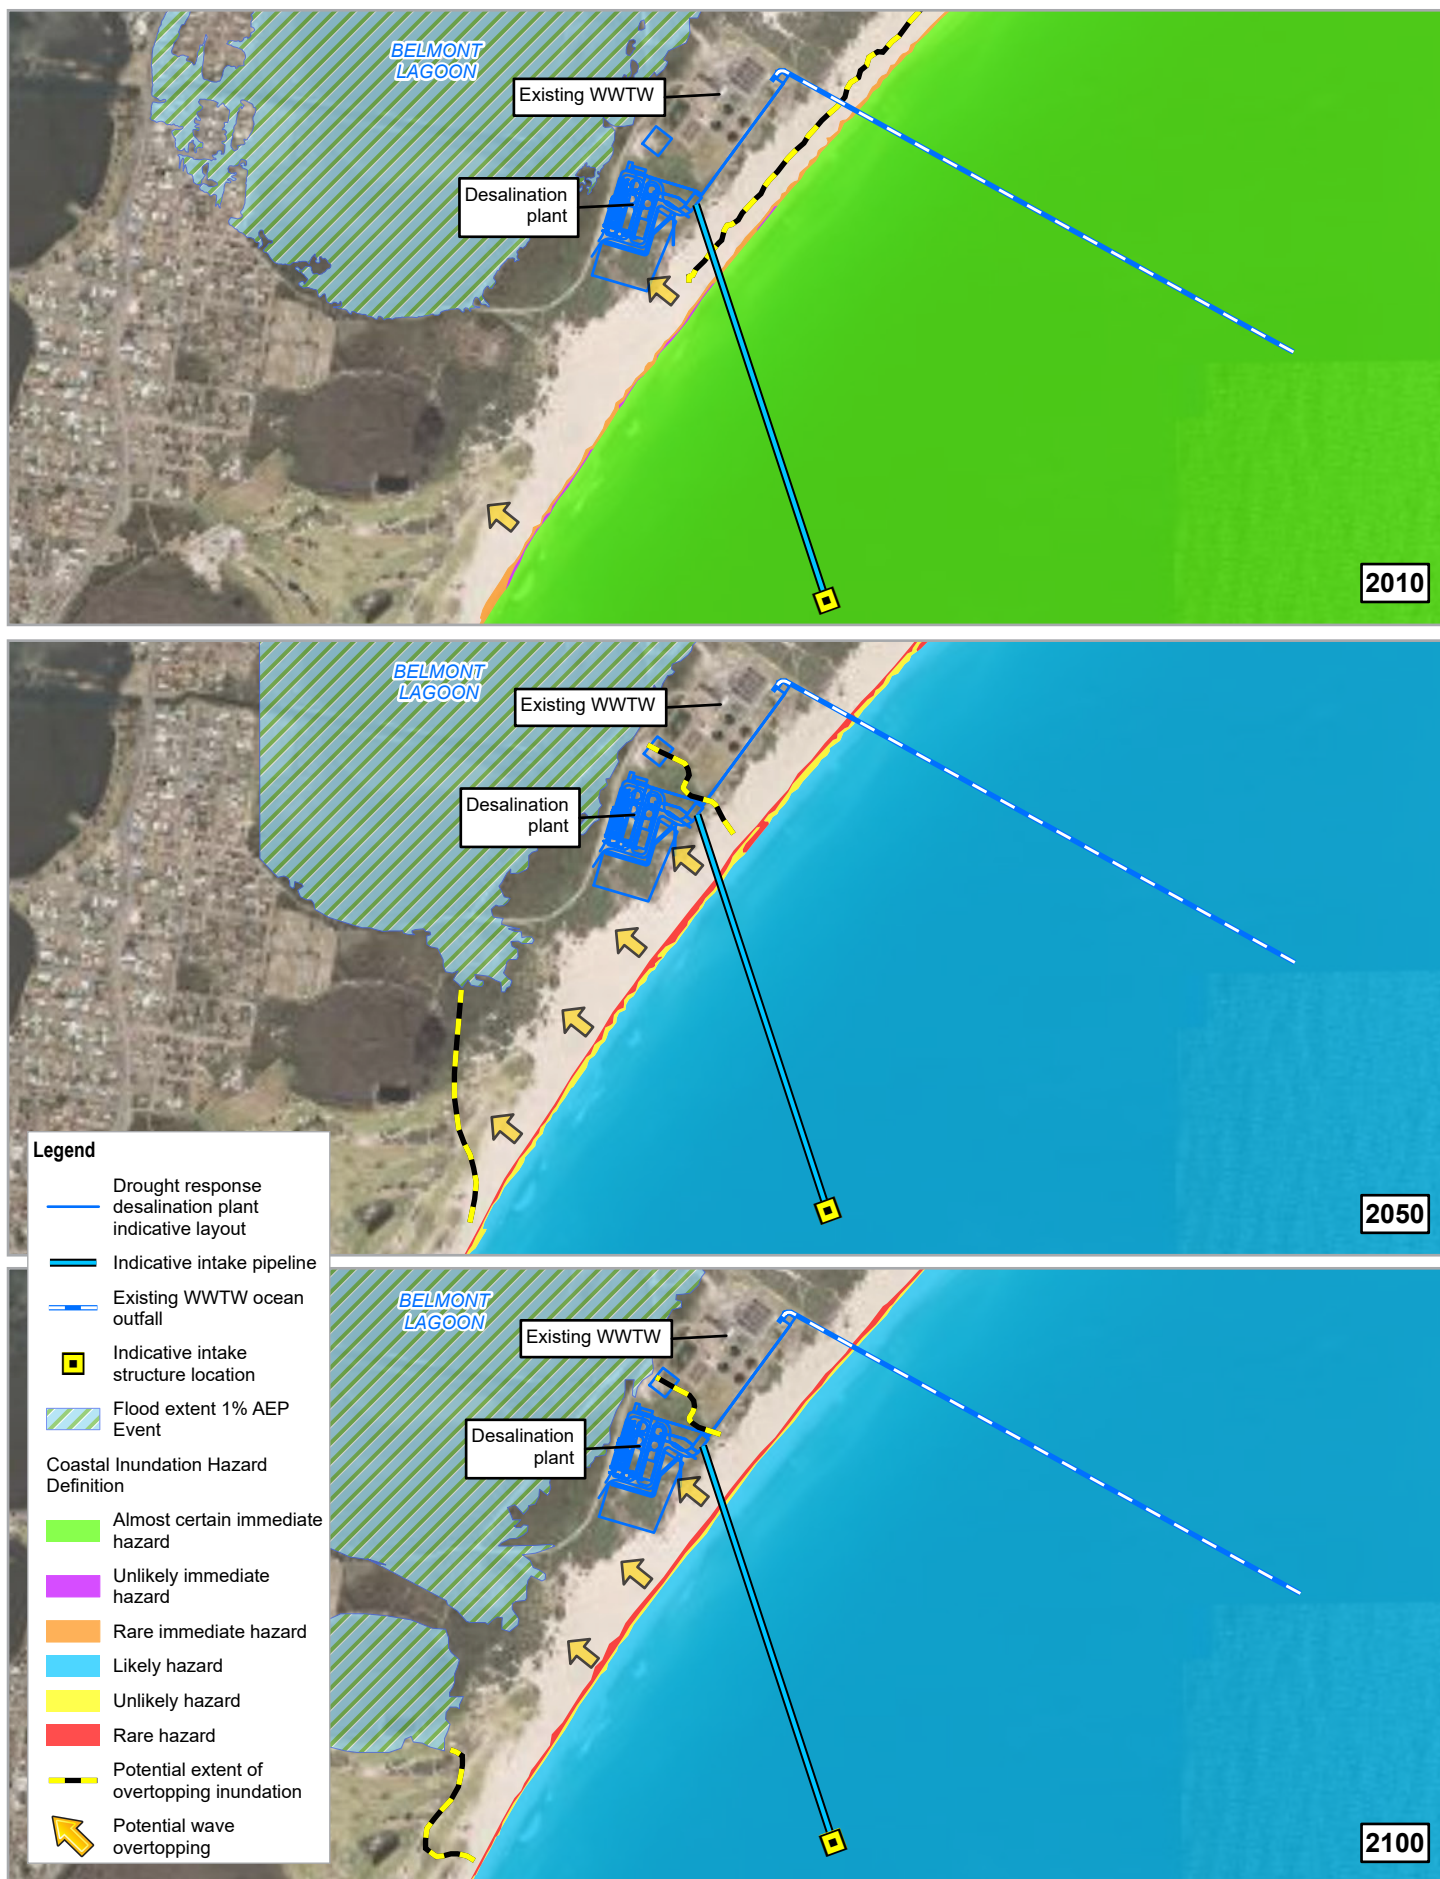 BELMONT
LAGOON
Existing WWTW
Desalination
plant
2010
BELMONT
LAGOON
Existing WWTW
Desalination
plant
2050
BELMONT
LAGOON
Existing WWTW
Desalination
plant
2100
Legend
Drought response
desalination plant
indicative layout
Indicative intake pipeline
Existing WWTW ocean
outfall
Indicative intake
structure location
Flood extent 1% AEP
Event
Coastal Inundation Hazard
Definition
Almost certain immediate
hazard
Unlikely immediate
hazard
Rare immediate hazard
Likely hazard
Unlikely hazard
Rare hazard
Potential extent of
overtopping inundation
Potential wave
overtopping